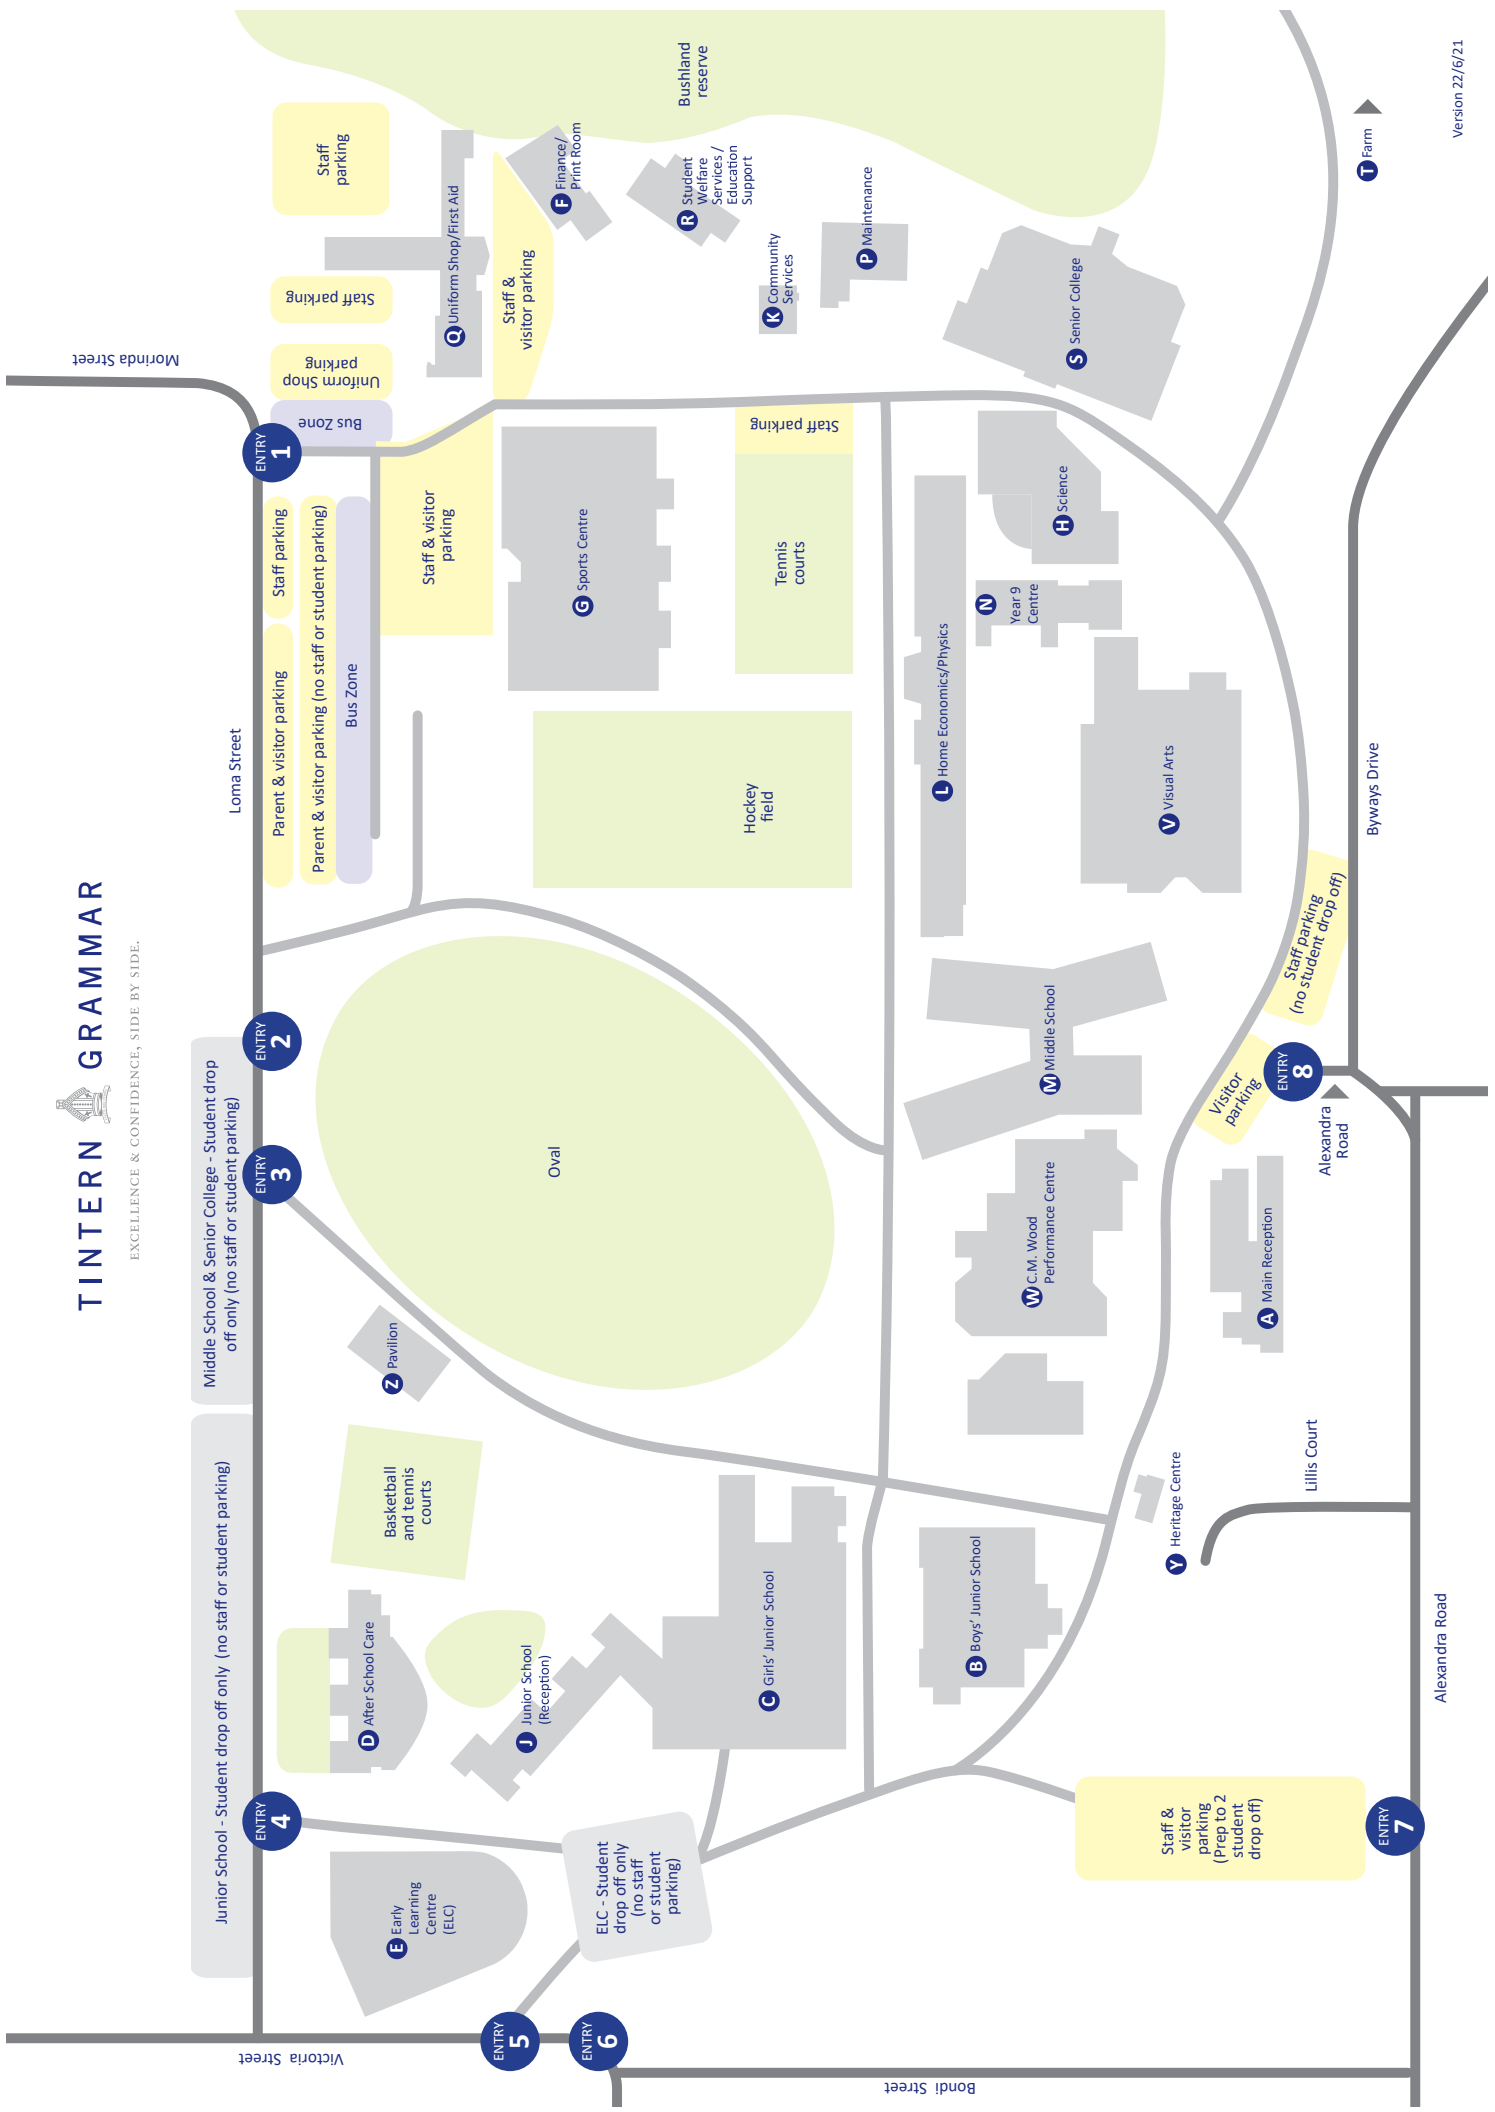 TINTERN GRAMMAR
EXCELLENCE & CONFIDENCE, SIDE BY SIDE.
Junior School - Student drop off only (no staff or student parking)
Middle School & Senior College - Student drop
off only (no staff or student parking)
Victoria Street
Loma Street
Morinda Street
ENTRY
4
ENTRY
3
ENTRY
2
ENTRY
1
Parent & visitor parking
Staff parking
Parent & visitor parking (no staff or student parking)
Bus Zone
Bus Zone
Uniform Shop
parking
Staff parking
Staff
parking
E Early
Learning
Centre
(ELC)
D After School Care
Basketball
and tennis
courts
Z Pavilion
Staff & visitor
parking
Q Uniform Shop/First Aid
ENTRY
5
ENTRY
6
J Junior School
(Reception)
Oval
G Sports Centre
Staff &
visitor parking
F Finance/
Print Room
ELC - Student
drop off only
(no staff
or student
parking)
R Student
Welfare
Services /
Education
Support
Bushland
reserve
C Girls' Junior School
Hockey
field
Tennis
courts
Staff parking
K Community
Services
P Maintenance
Bondi Street
B Boys' Junior School
W C.M. Wood
Performance Centre
M Middle School
L Home Economics/Physics
N
Year 9
Centre
H Science
S Senior College
V Visual Arts
Y Heritage Centre
Staff &
visitor
parking
(Prep to 2
student
drop off)
A Main Reception
Visitor
parking
Staff parking
(no student drop off)
ENTRY
8
Lillis Court
Alexandra
Road
Byways Drive
T Farm
ENTRY
7
Alexandra Road
Version 22/6/21